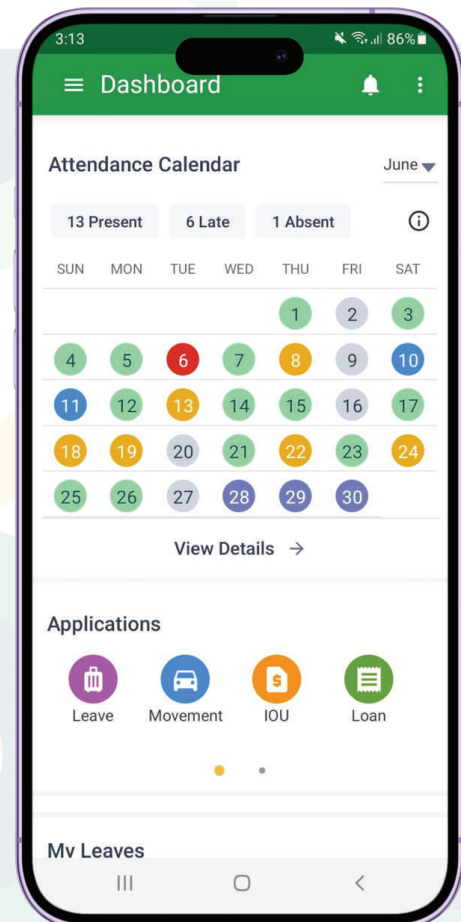 3:13 86%
Dashboard
Attendance Calendar June
13 Present 6 Late 1 Absent
SUN MON TUE WED THU FRI SAT
1 2 3
4 5 6 7 8 9 10
11 12 13 14 15 16 17
18 19 20 21 22 23 24
25 26 27 28 29 30
View Details →
Applications
$
Leave Movement IOU Loan
My Leaves